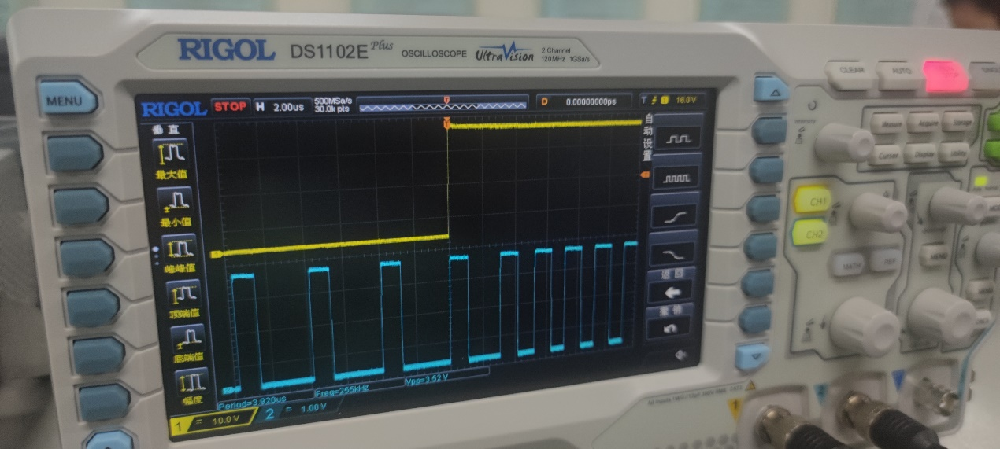 RIGOL DS1102E Plus OSCILLOSCOPE UltraVision 2 Channel
120MHz 1GSa/s
MENU
RIGOL STOP H 2.00us 500MSa/s
30.0k pts
D 0.00000000ps T 1 16.0V
垂直
最大值
最小值
峰峰值
顶端值
底端值
幅度
自动设置
返回
撤销
Period=3.920us Freq=255kHz Vpp=3.52V
1 = 10.0V 2 = 1.00V
CLEAR AUTO
Measure Acquire Storage
Cursor Display Utility
CH1
CH2
MATH REF
MENU
1
2